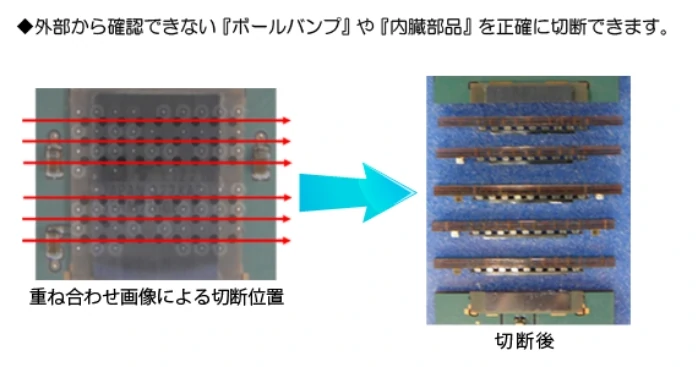 ◆外部から確認できない『ボールバンプ』や『内臓部品』を正確に切断できます。
重ね合わせ画像による切断位置
切断後